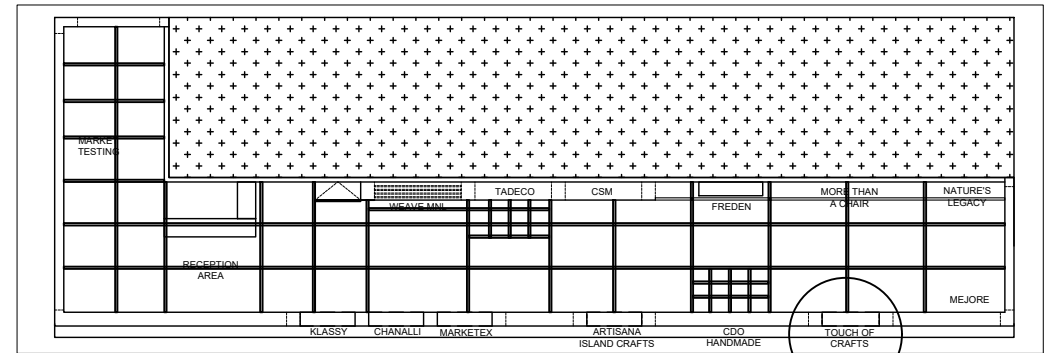 MARKET
TESTING
TADECO
CSM
MORE THAN
A CHAIR
NATURE'S
LEGACY
WEAVE MNL
FREDEN
RECEPTION
AREA
MEJORE
KLASSY
CHANALLI
MARKETEX
ARTISANA
ISLAND CRAFTS
CDO
HANDMADE
TOUCH OF
CRAFTS